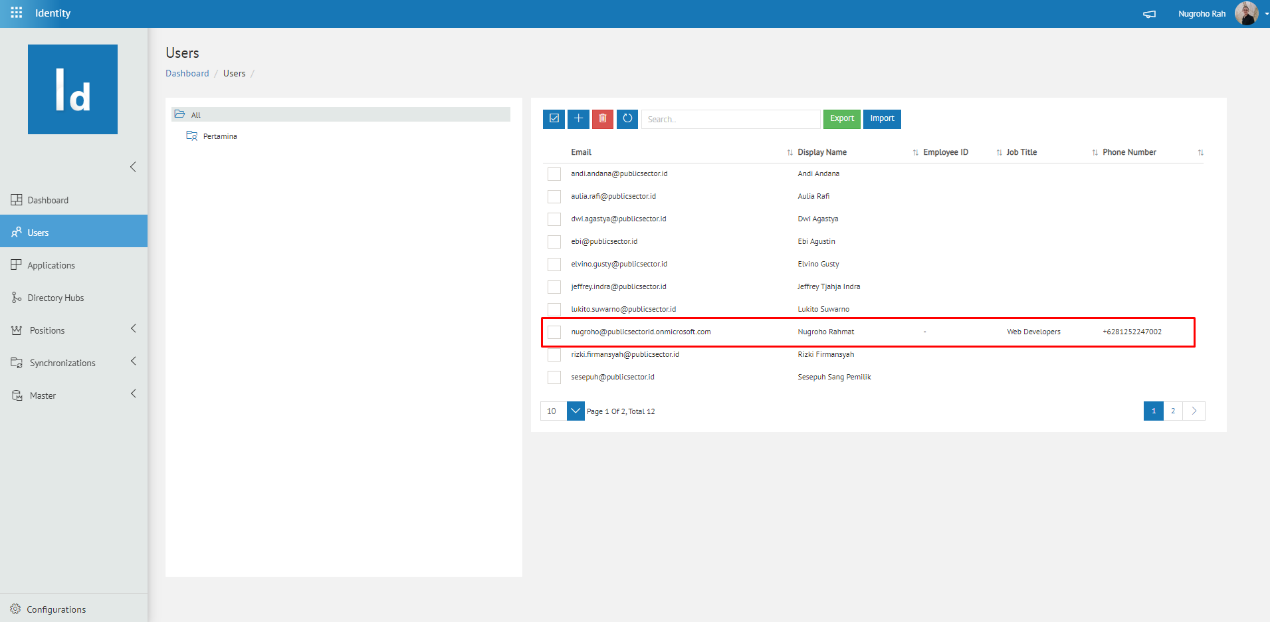 Identity
Nugroho Rah
Id
Users
Dashboard / Users /
All
Pertamina
Search...
Export
Import
Email
Display Name
Employee ID
Job Title
Phone Number
andi.andana@publicsector.id Andi Andana
aulia.rafi@publicsector.id Aulia Rafi
dwi.agastya@publicsector.id Dwi Agastya
ebi@publicsector.id Ebi Agustin
elvino.gusty@publicsector.id Elvino Gusty
jeffrey.indra@publicsector.id Jeffrey Tjahja Indra
lukito.suwarno@publicsector.id Lukito Suwarno
nugroho@publicsectorid.onmicrosoft.com Nugroho Rahmat - Web Developers +6281252247002
rizki.firmansyah@publicsector.id Rizki Firmansyah
sesepuh@publicsector.id Sesepuh Sang Pemilik
10 Page 1 Of 2, Total 12
1 2
Dashboard
Users
Applications
Directory Hubs
Positions
Synchronizations
Master
Configurations